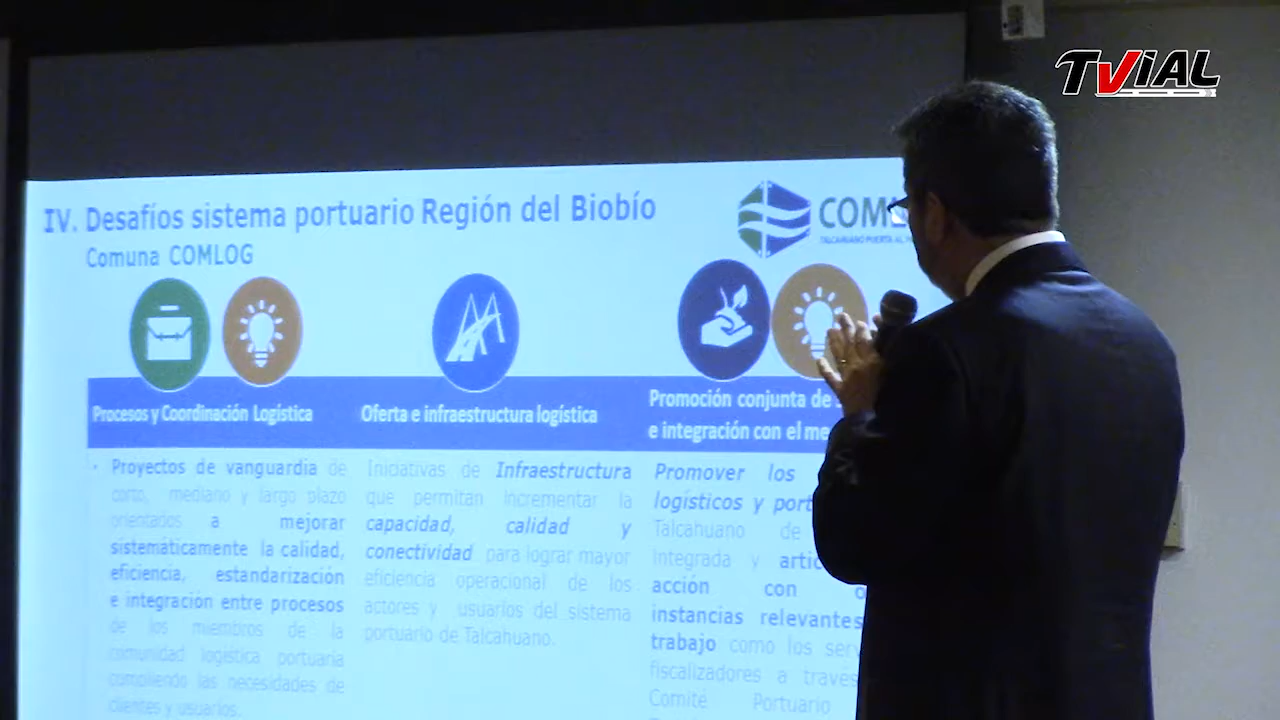 TVIAL
IV. Desafíos sistema portuario Región del Biobío
Comuna COMLOG
COM
TALCAHUANO PUERTA AL
Procesos y Coordinación Logística
Oferta e infraestructura logística
Promoción conjunta de
e integración con el me
· Proyectos de vanguardia de
corto, mediano y largo plazo
orientados a mejorar
sistemáticamente la calidad,
eficiencia, estandarización
e integración entre procesos
de los miembros de la
comunidad logística portuaria
cumpliendo las necesidades de
clientes y usuarios.
Iniciativas de Infraestructura
que permitan incrementar la
capacidad, calidad y
conectividad para lograr mayor
eficiencia operacional de los
actores y usuarios del sistema
portuario de Talcahuano.
Promover los
logísticos y port
Talcahuano de
Integrada y artic
acción con o
instancias relevantes
trabajo como los serv
fiscalizadores a través
Comité Portuario